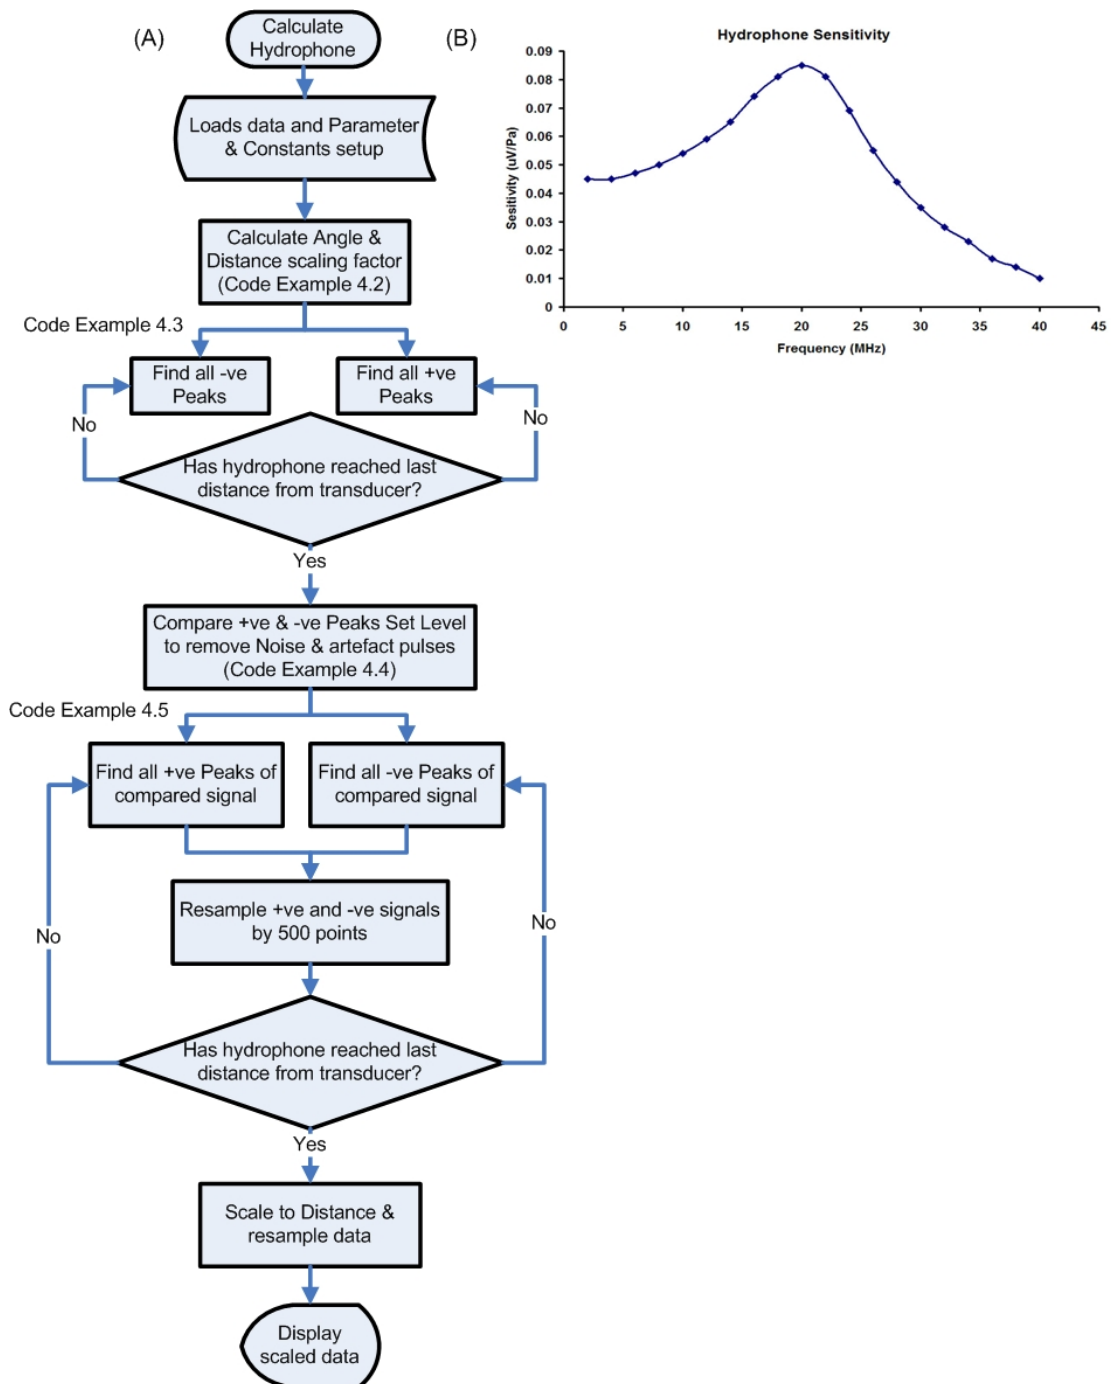 (A)
Calculate
Hydrophone
Loads data and Parameter
& Constants setup
Calculate Angle &
Distance scaling factor
(Code Example 4.2)
Code Example 4.3
Find all -ve
Peaks
Find all +ve
Peaks
No
No
Has hydrophone reached last
distance from transducer?
Yes
Compare +ve & -ve Peaks Set Level
to remove Noise & artefact pulses
(Code Example 4.4)
Code Example 4.5
Find all +ve Peaks of
compared signal
Find all -ve Peaks of
compared signal
Resample +ve and -ve signals
by 500 points
No
No
Has hydrophone reached last
distance from transducer?
Yes
Scale to Distance &
resample data
Display
scaled data
(B)
Hydrophone Sensitivity
Sesitivity (uV/Pa)
0.09
0.08
0.07
0.06
0.05
0.04
0.03
0.02
0.01
0
0 5 10 15 20 25 30 35 40 45
Frequency (MHz)